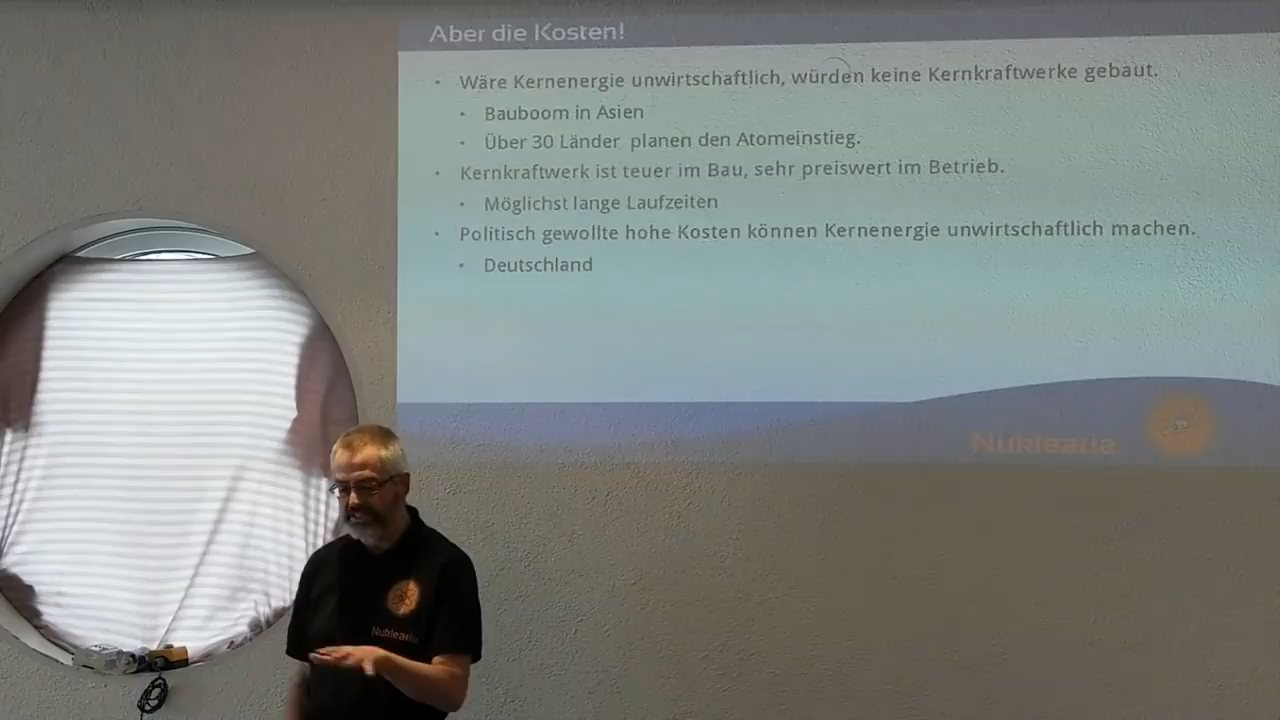 Aber die Kosten!
• Wäre Kernenergie unwirtschaftlich, würden keine Kernkraftwerke gebaut.
• Bauboom in Asien
• Über 30 Länder planen den Atomeinstieg.
• Kernkraftwerk ist teuer im Bau, sehr preiswert im Betrieb.
• Möglichst lange Laufzeiten
• Politisch gewollte hohe Kosten können Kernenergie unwirtschaftlich machen.
• Deutschland
Nuklearia
Nuklearia